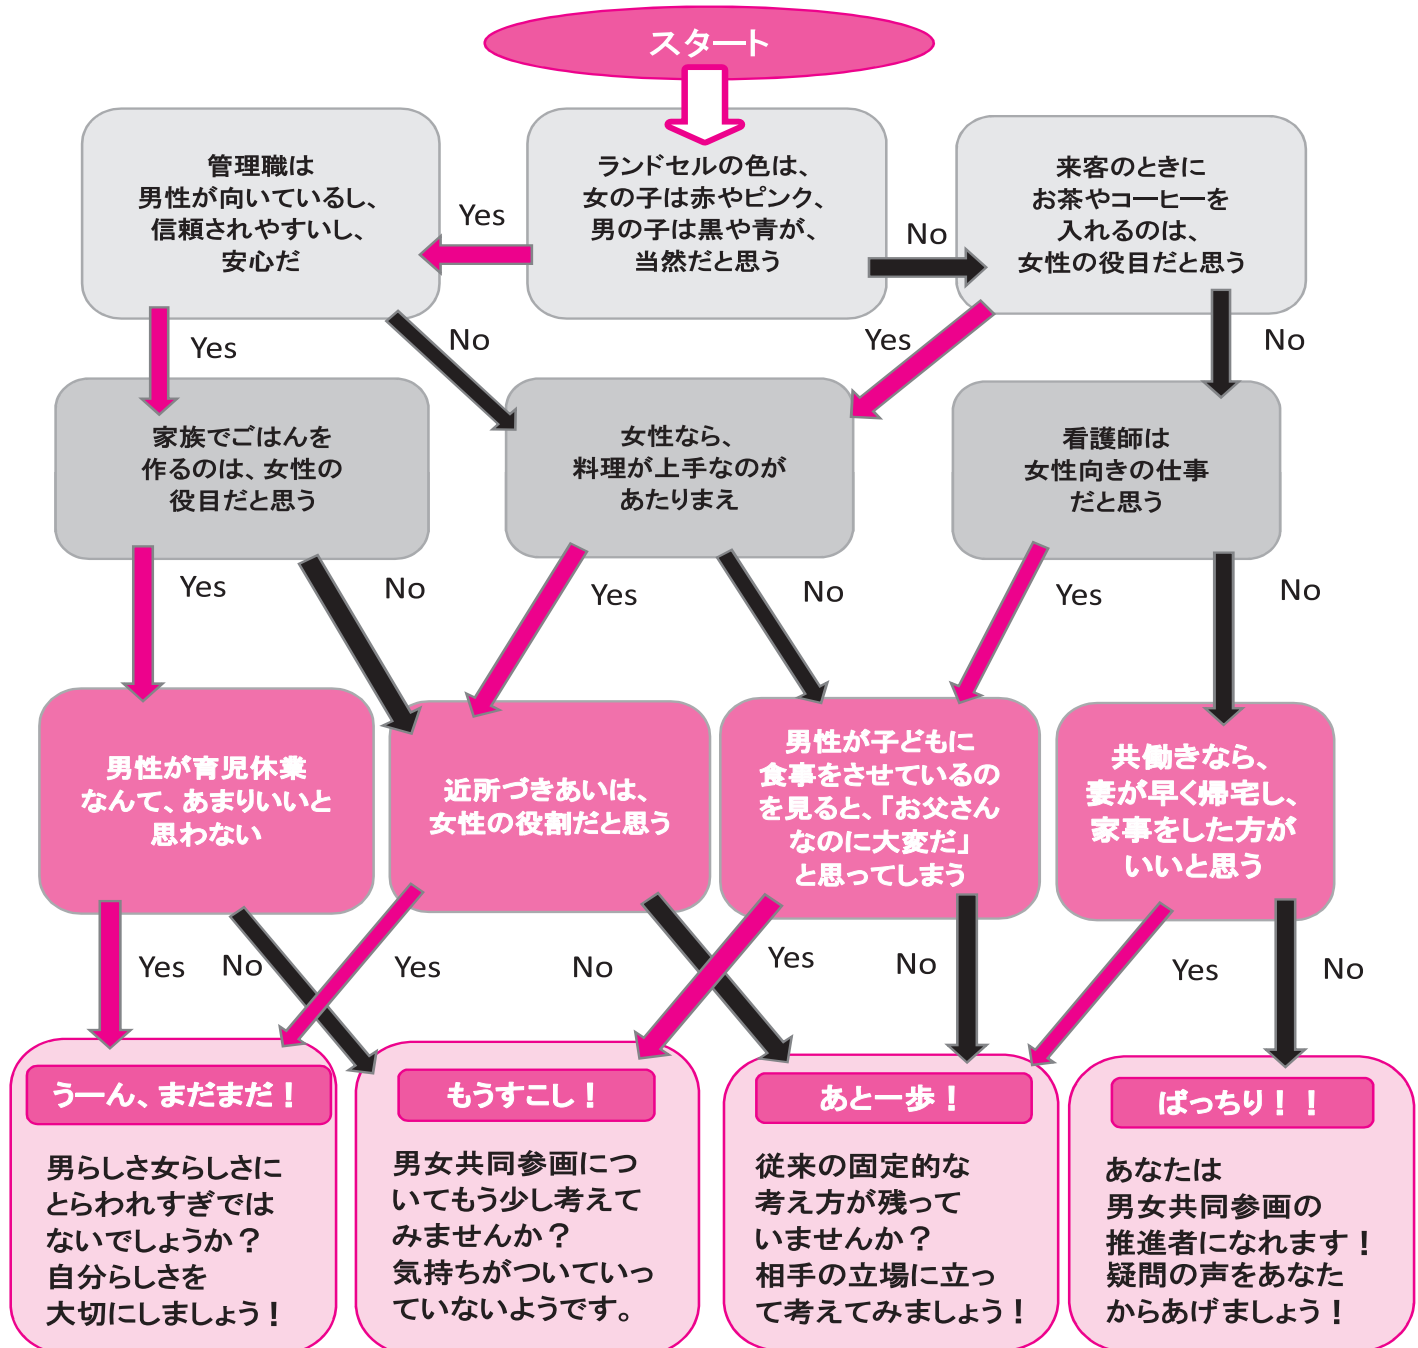 スタート
管理職は
男性が向いているし、
信頼されやすいし、
安心だ
Yes
ランドセルの色は、
女の子は赤やピンク、
男の子は黒や青が、
当然だと思う
No
来客のときに
お茶やコーヒーを
入れるのは、
女性の役目だと思う
Yes
No
Yes
No
家族でごはんを
作るのは、女性の
役目だと思う
女性なら、
料理が上手なのが
あたりまえ
看護師は
女性向きの仕事
だと思う
Yes
No
Yes
No
Yes
No
男性が育児休業
なんて、あまりいいと
思わない
近所づきあいは、
女性の役割だと思う
男性が子どもに
食事をさせているの
を見ると、「お父さん
なのに大変だ」
と思ってしまう
共働きなら、
妻が早く帰宅し、
家事をした方が
いいと思う
Yes
No
Yes
No
Yes
No
Yes
No
うーん、まだまだ！
男らしさ女らしさに
とらわれすぎでは
ないでしょうか？
自分らしさを
大切にしましょう！
もうすこし！
男女共同参画につ
いてもう少し考えて
みませんか？
気持ちがついていっ
ていないようです。
あと一歩！
従来の固定的な
考え方が残って
いませんか？
相手の立場に立っ
て考えてみましょう！
ばっちり！！
あなたは
男女共同参画の
推進者になれます！
疑問の声をあなた
からあげましょう！